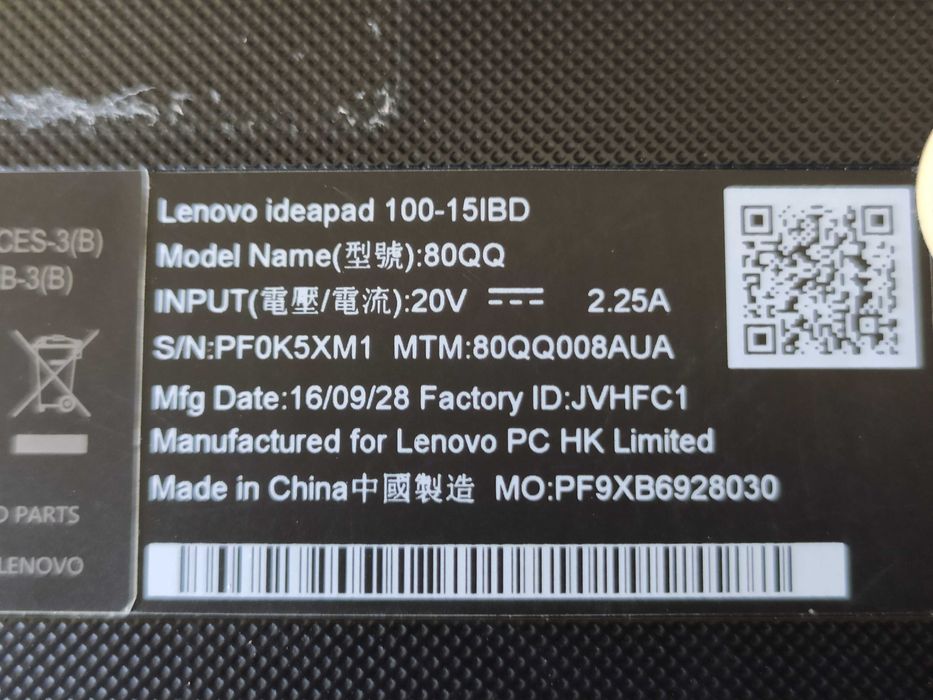 Lenovo ideapad 100-15IBD
Model Name(型號):80QQ
INPUT(電壓/電流):20V ⎓ 2.25A
S/N:PF0K5XM1 MTM:80QQ008AUA
Mfg Date:16/09/28 Factory ID:JVHFC1
Manufactured for Lenovo PC HK Limited
Made in China中國製造 MO:PF9XB6928030
CES-3(B)
B-3(B)
PARTS
LENOVO